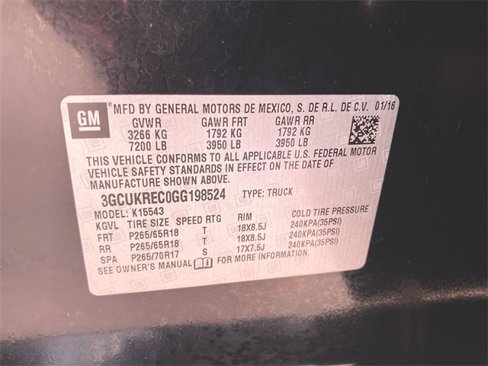 GM
MFD BY GENERAL MOTORS DE MEXICO, S. DE R.L. DE C.V. 01/16
GVWR GAWR FRT GAWR RR
3266 KG 1792 KG 1792 KG
7200 LB 3950 LB 3950 LB
THIS VEHICLE CONFORMS TO ALL APPLICABLE U.S. FEDERAL MOTOR
VEHICLE SAFETY STANDARDS IN EFFECT ON THE DATE OF
MANUFACTURE SHOWN ABOVE.
3GCUKREC0GG198524 TYPE: TRUCK
MODEL: K15543
KGVL TIRE SIZE SPEED RTG RIM COLD TIRE PRESSURE
FRT P265/65R18 T 18X8.5J 240KPA(35PSI)
RR P265/65R18 T 18X8.5J 240KPA(35PSI)
SPA P265/70R17 S 17X7.5J 240KPA(35PSI)
SEE OWNER'S MANUAL FOR MORE INFORMATION.